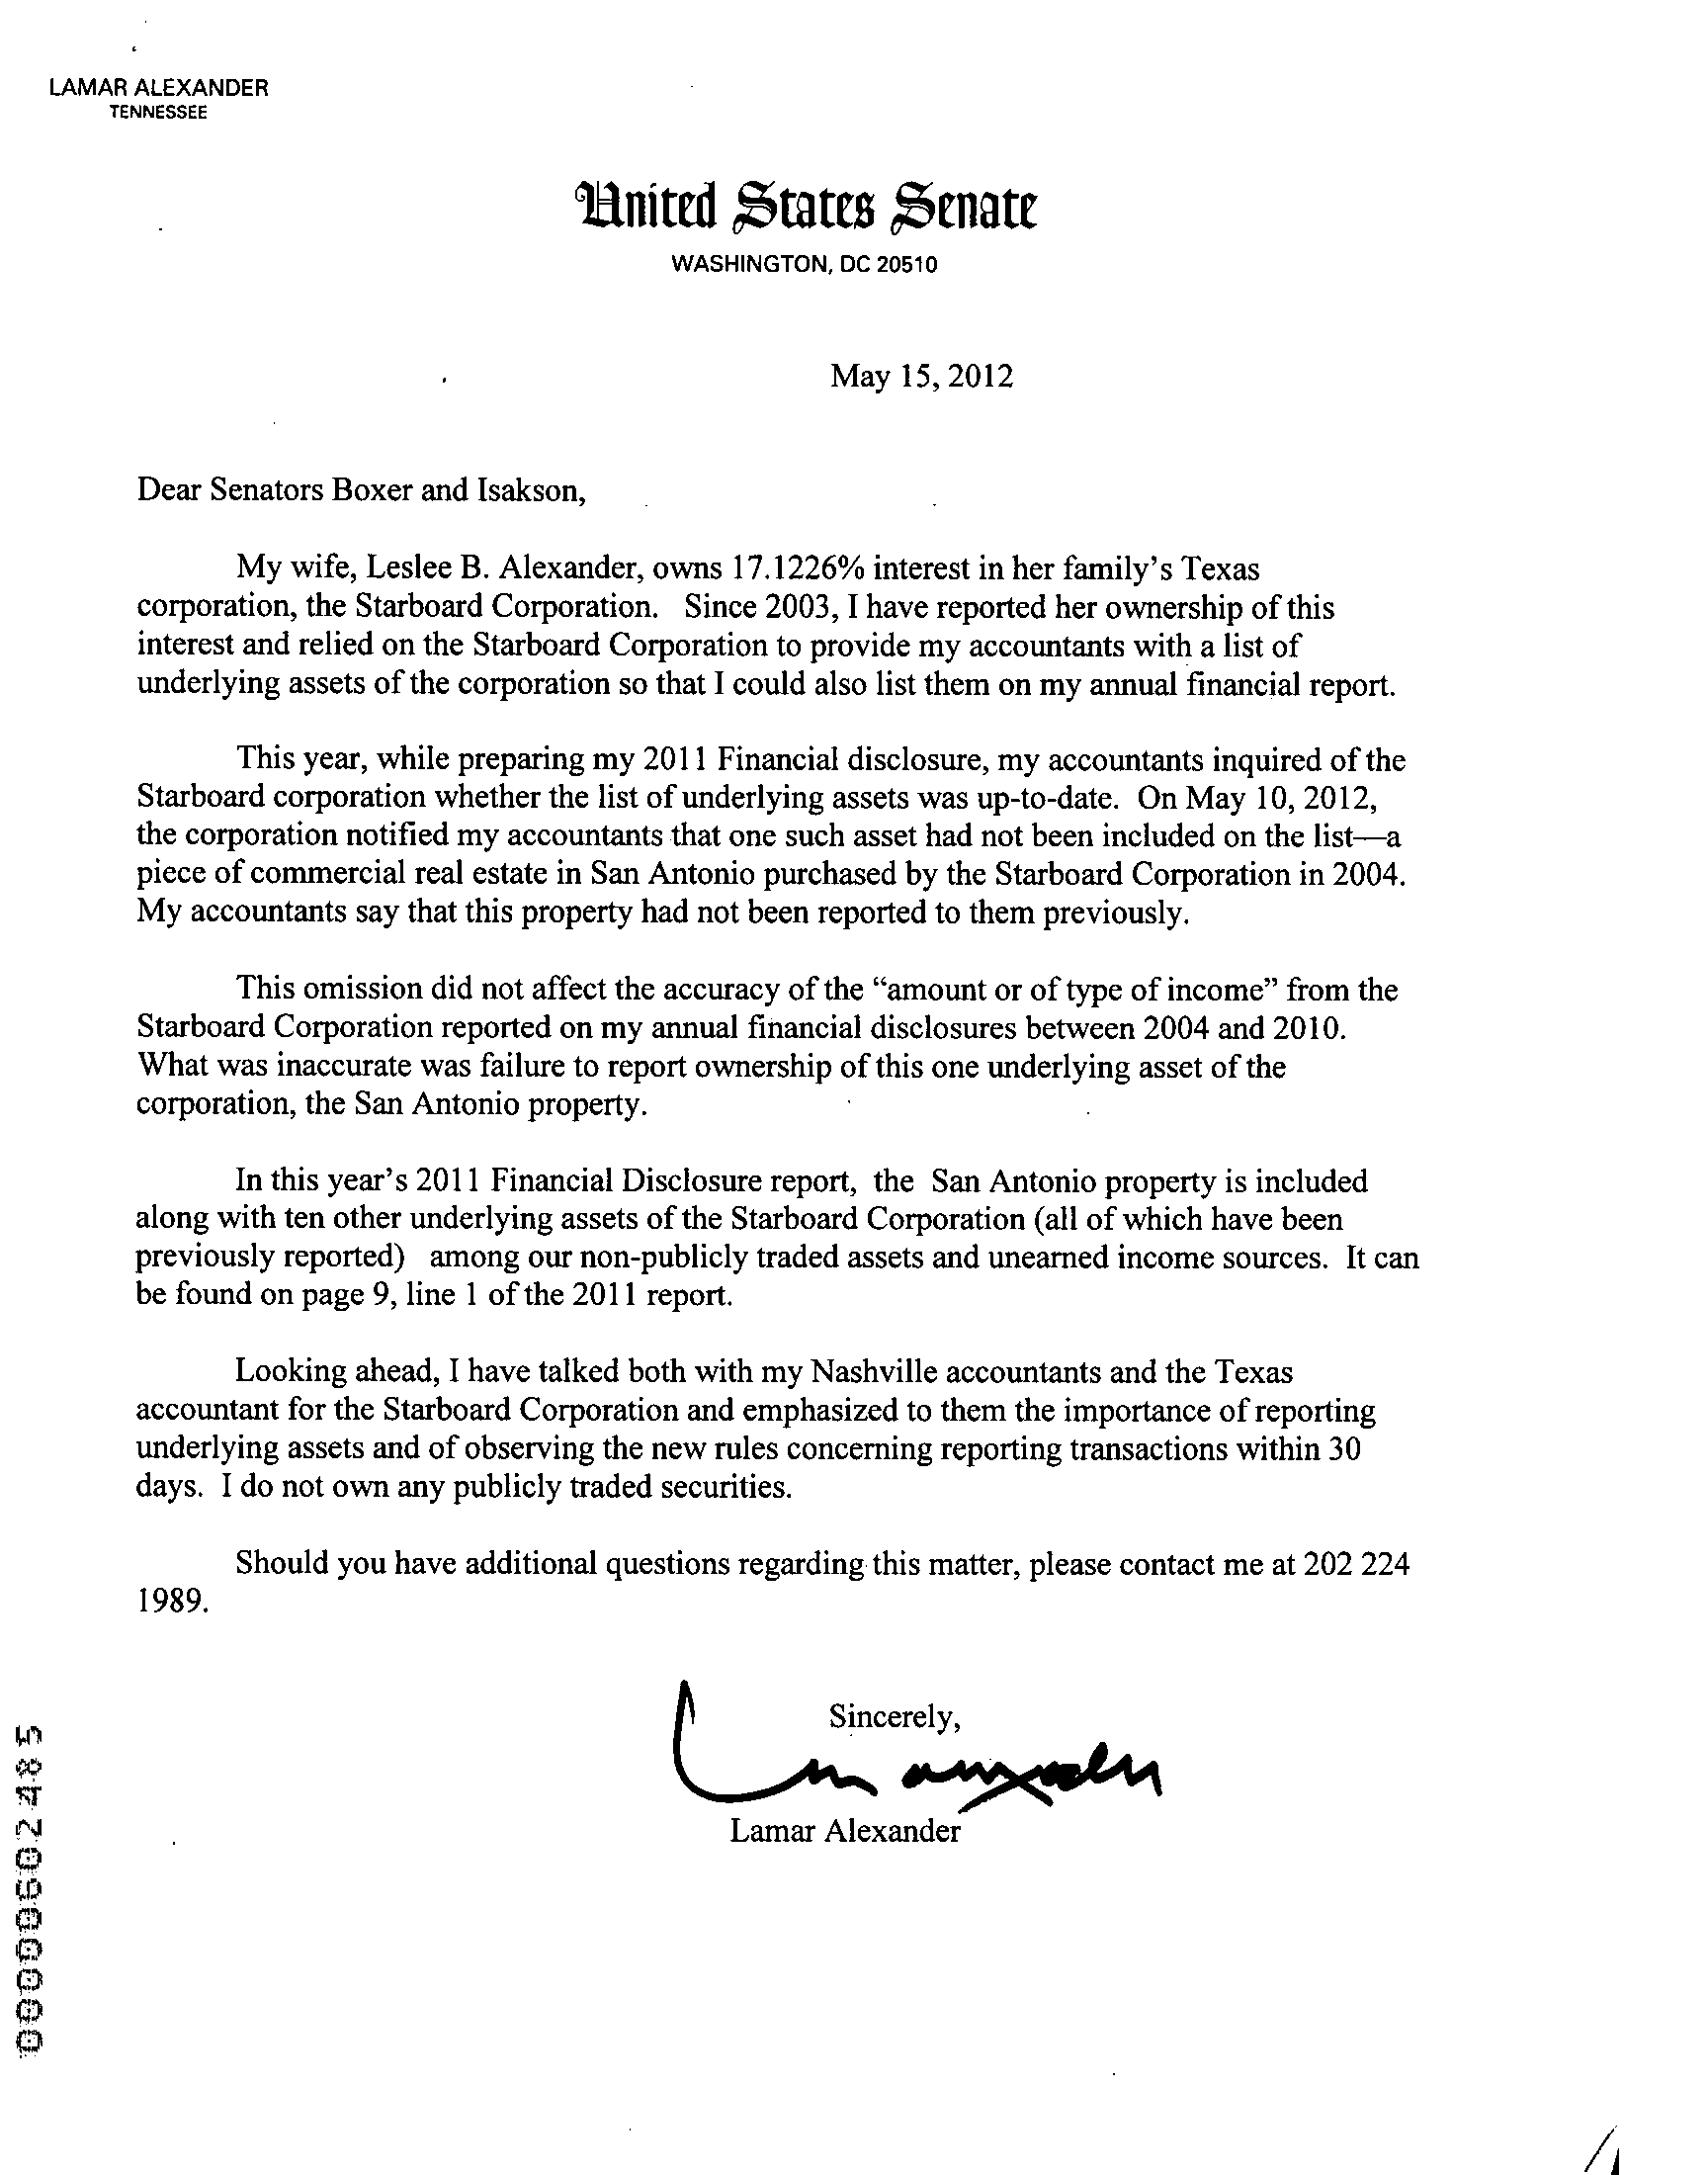 LAMAR ALEXANDER
TENNESSEE
United States Senate
WASHINGTON, DC 20510
May 15, 2012
Dear Senators Boxer and Isakson,
My wife, Leslee B. Alexander, owns 17.1226% interest in her family's Texas
corporation, the Starboard Corporation. Since 2003, I have reported her ownership of this
interest and relied on the Starboard Corporation to provide my accountants with a list of
underlying assets of the corporation so that I could also list them on my annual financial report.
This year, while preparing my 2011 Financial disclosure, my accountants inquired of the
Starboard corporation whether the list of underlying assets was up-to-date. On May 10, 2012,
the corporation notified my accountants that one such asset had not been included on the list—a
piece of commercial real estate in San Antonio purchased by the Starboard Corporation in 2004.
My accountants say that this property had not been reported to them previously.
This omission did not affect the accuracy of the “amount or of type of income” from the
Starboard Corporation reported on my annual financial disclosures between 2004 and 2010.
What was inaccurate was failure to report ownership of this one underlying asset of the
corporation, the San Antonio property.
In this year's 2011 Financial Disclosure report, the San Antonio property is included
along with ten other underlying assets of the Starboard Corporation (all of which have been
previously reported) among our non-publicly traded assets and unearned income sources. It can
be found on page 9, line 1 of the 2011 report.
Looking ahead, I have talked both with my Nashville accountants and the Texas
accountant for the Starboard Corporation and emphasized to them the importance of reporting
underlying assets and of observing the new rules concerning reporting transactions within 30
days. I do not own any publicly traded securities.
Should you have additional questions regarding this matter, please contact me at 202 224
1989.
Sincerely,
Lamar Alexander